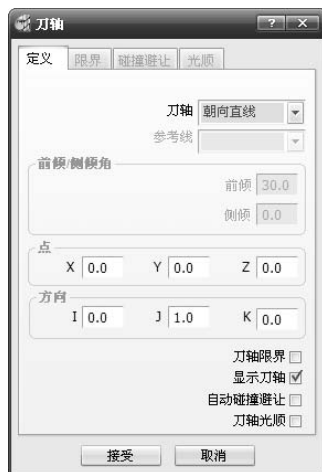 刀轴
定义 限界 碰撞避让 光顺
刀轴 朝向直线
参考线
前倾/侧倾角
前倾 30.0
侧倾 0.0
点
X 0.0 Y 0.0 Z 0.0
方向
I 0.0 J 1.0 K 0.0
刀轴限界
显示刀轴
自动碰撞避让
刀轴光顺
接受 取消